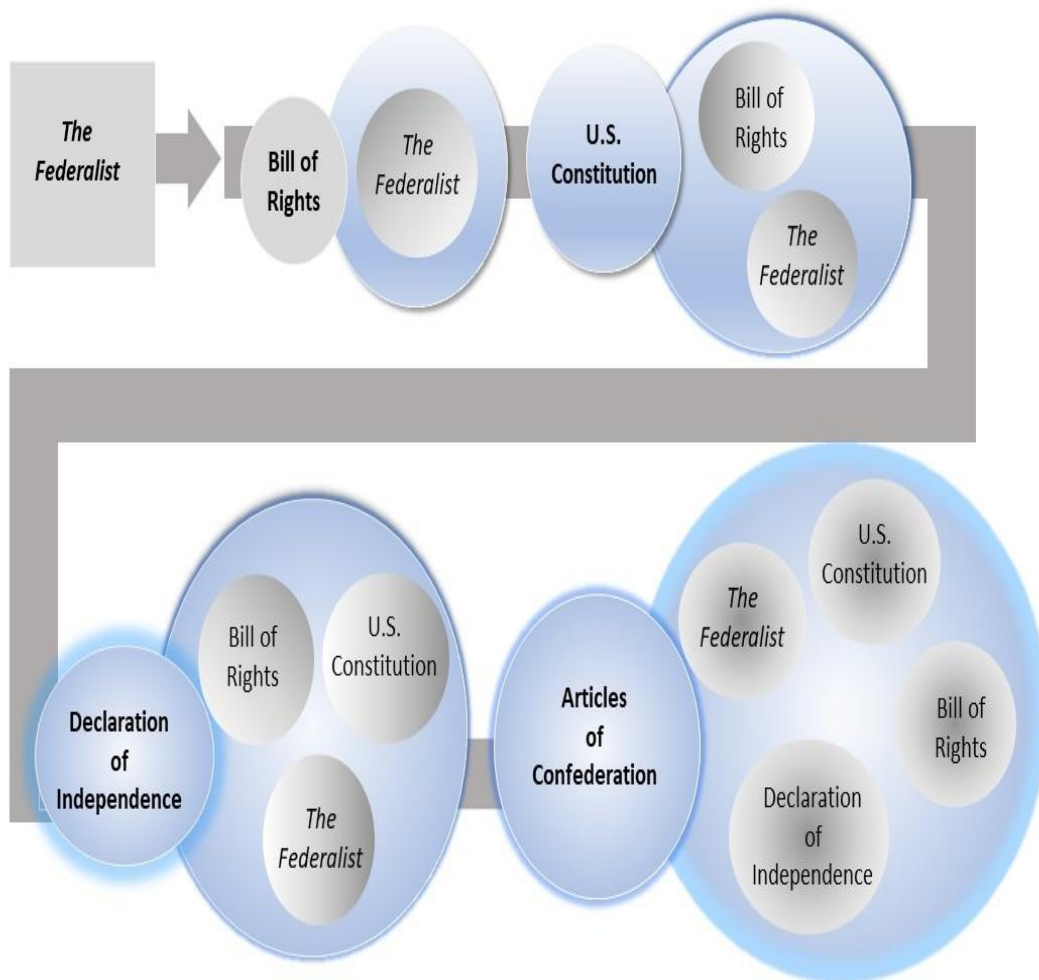 The
Federalist
Bill of
Rights
The
Federalist
U.S.
Constitution
Bill of
Rights
The
Federalist
Declaration
of
Independence
Bill of
Rights
U.S.
Constitution
The
Federalist
Articles
of
Confederation
The
Federalist
U.S.
Constitution
Bill of
Rights
Declaration
of
Independence